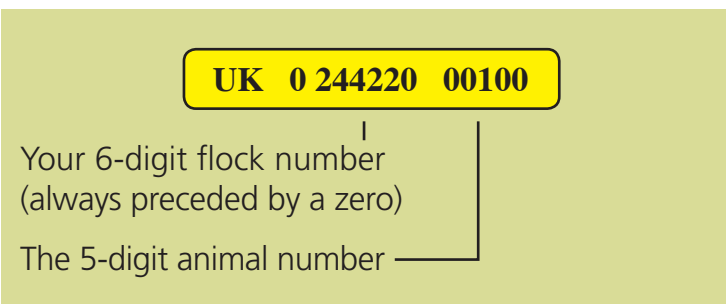 UK 0 244220 00100
Your 6-digit flock number
(always preceded by a zero)
The 5-digit animal number